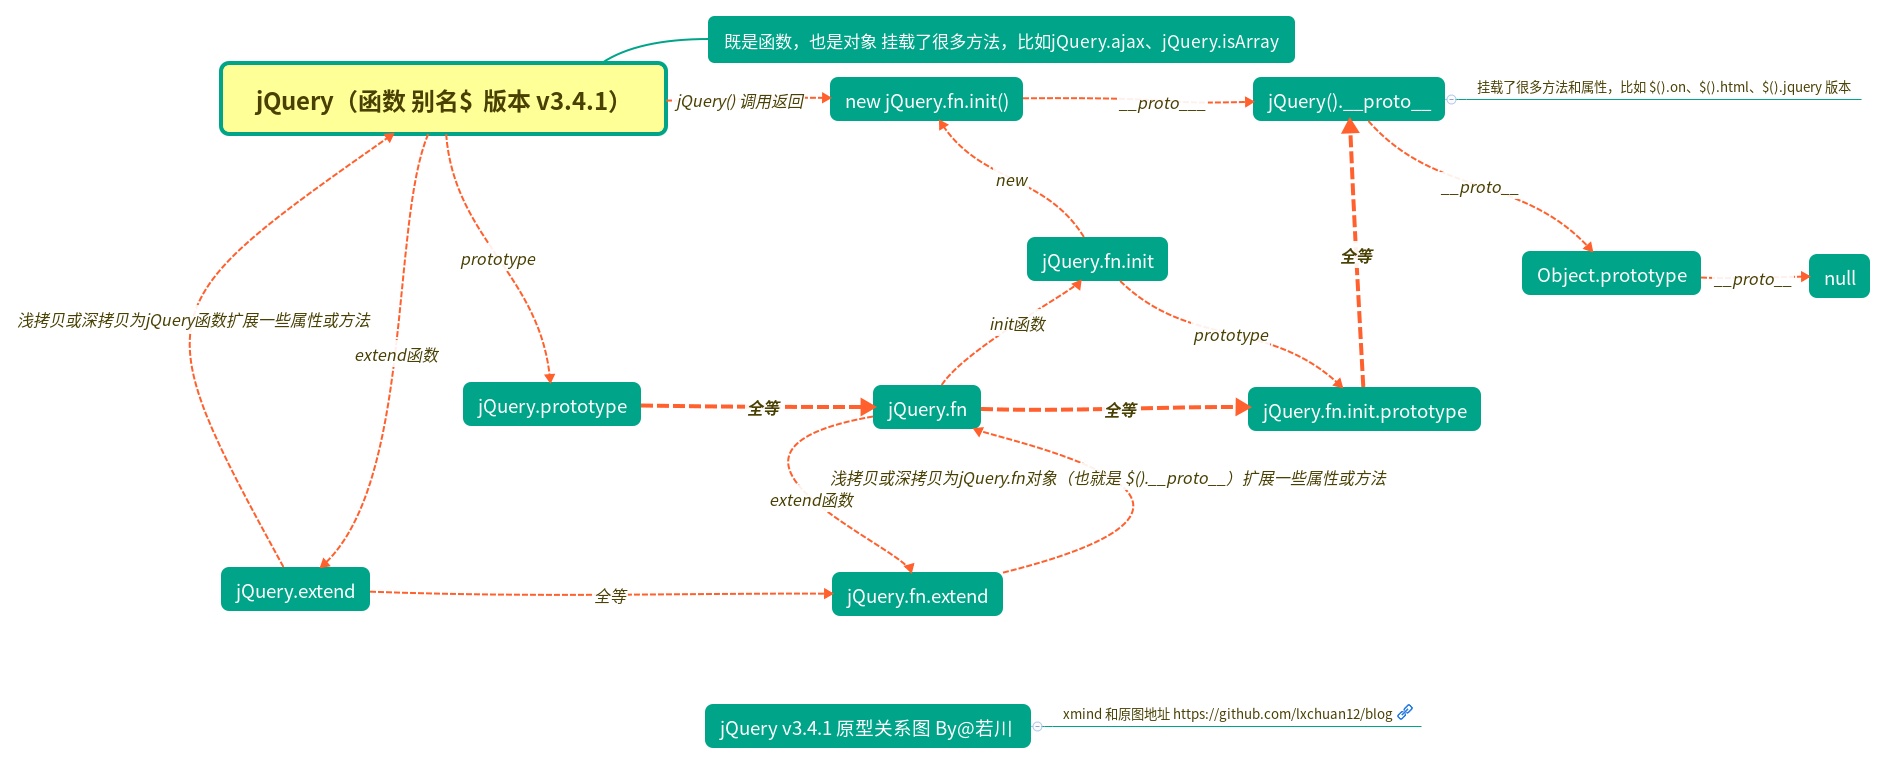 既是函数，也是对象 挂载了很多方法，比如jQuery.ajax、jQuery.isArray
jQuery（函数 别名$ 版本 v3.4.1）
jQuery() 调用返回
new jQuery.fn.init()
__proto___
jQuery().__proto__
挂载了很多方法和属性，比如 $().on、$().html、$().jquery 版本
new
__proto__
jQuery.fn.init
prototype
全等
Object.prototype
__proto__
null
浅拷贝或深拷贝为jQuery函数扩展一些属性或方法
init函数
prototype
extend函数
jQuery.prototype
全等
jQuery.fn
全等
jQuery.fn.init.prototype
浅拷贝或深拷贝为jQuery.fn对象（也就是 $().__proto__）扩展一些属性或方法
extend函数
jQuery.extend
全等
jQuery.fn.extend
jQuery v3.4.1 原型关系图 By@若川
xmind 和原图地址 https://github.com/lxchuan12/blog